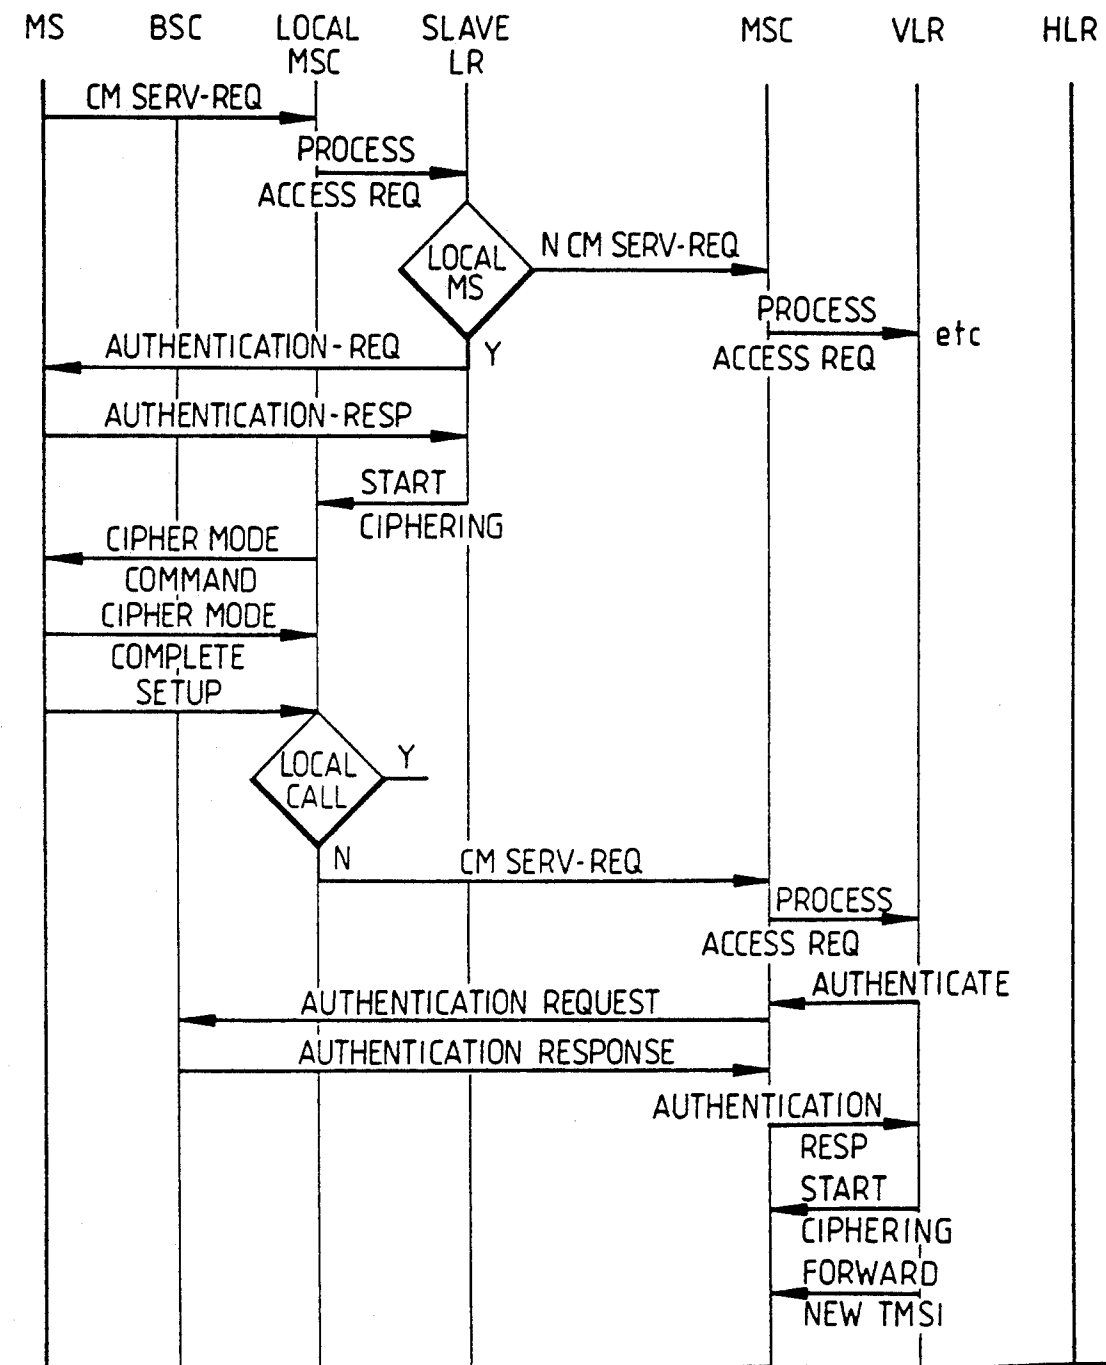 MS BSC LOCAL MSC SLAVE LR MSC VLR HLR
CM SERV-REQ
PROCESS
ACCESS REQ
LOCAL
MS
N CM SERV-REQ
PROCESS
ACCESS REQ
etc
Y
AUTHENTICATION-REQ
AUTHENTICATION-RESP
START
CIPHERING
CIPHER MODE
COMMAND
CIPHER MODE
COMPLETE
SETUP
LOCAL
CALL
Y
N
CM SERV-REQ
PROCESS
ACCESS REQ
AUTHENTICATE
AUTHENTICATION REQUEST
AUTHENTICATION RESPONSE
AUTHENTICATION
RESP
START
CIPHERING
FORWARD
NEW TMSI